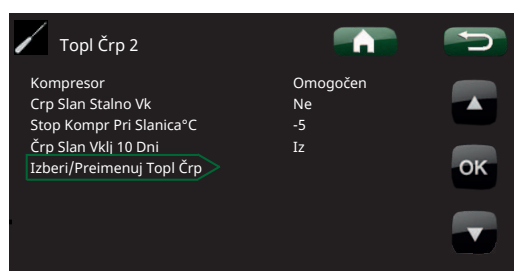 Topl Črp 2
Kompresor Omogočen
Crp Slan Stalno Vk Ne
Stop Kompr Pri Slanica°C -5
Črp Slan Vklj 10 Dni Iz
Izberi/Preimenuj Topl Črp
OK